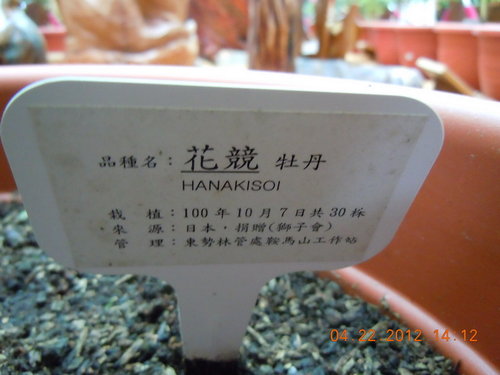 品種名：花競 牡丹
HANAKISOI
栽 植：100年10月7日共30株
來 源：日本，捐贈(獅子會)
管 理：東勢林管處鞍馬山工作站
04 22 2012 14:12